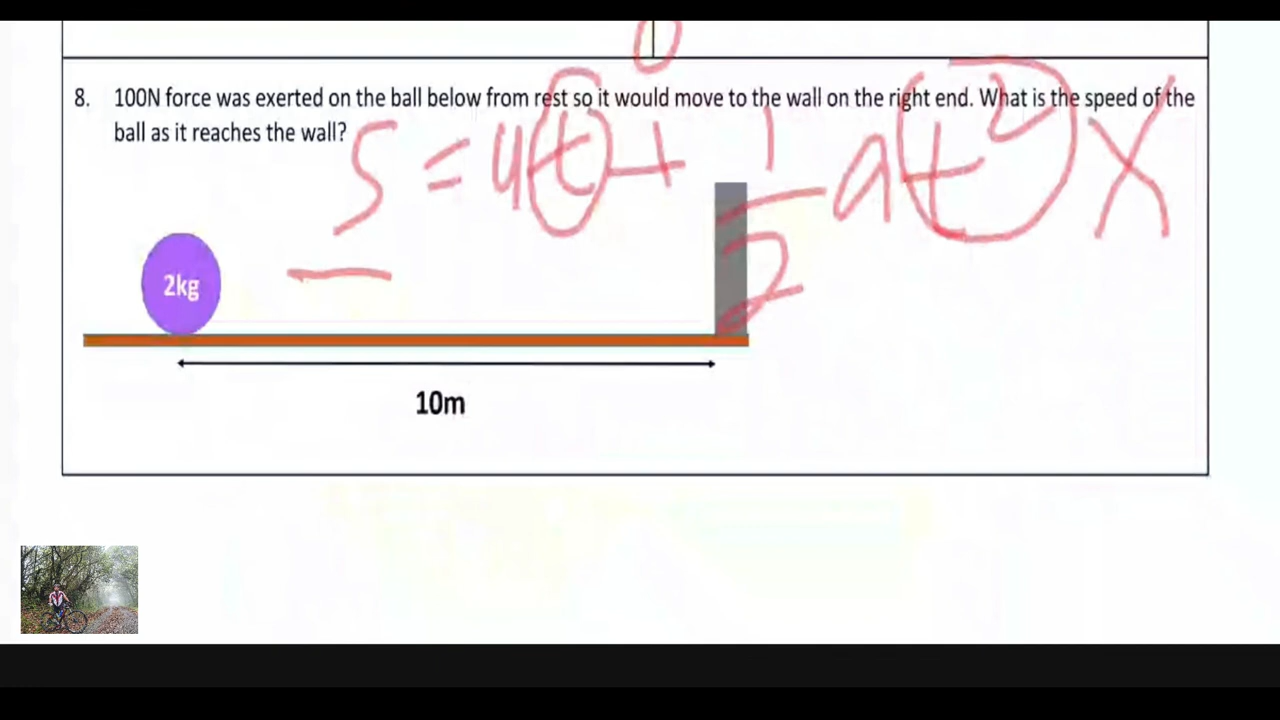 8. 100N force was exerted on the ball below from rest so it would move to the wall on the right end. What is the speed of the
ball as it reaches the wall?
S = ut + 1/2 at² X
2kg
10m